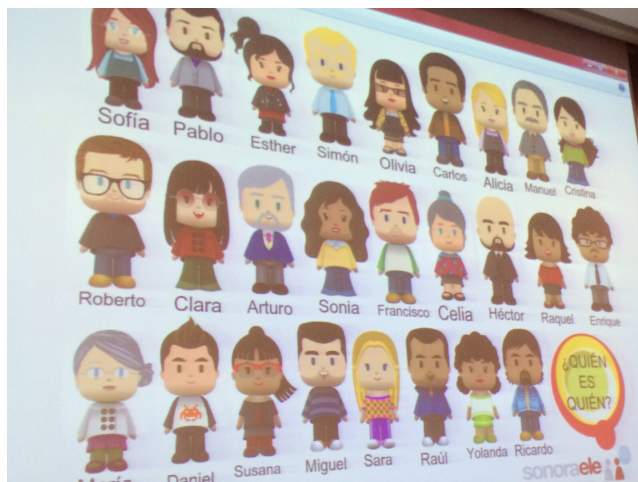 Sofía Pablo Esther Simón Olivia Carlos Alicia Manuel Cristina
Roberto Clara Arturo Sonia Francisco Celia Héctor Raquel Enrique
María Daniel Susana Miguel Sara Raúl Yolanda Ricardo
¿QUIÉN
ES
QUIÉN?
sonoraele